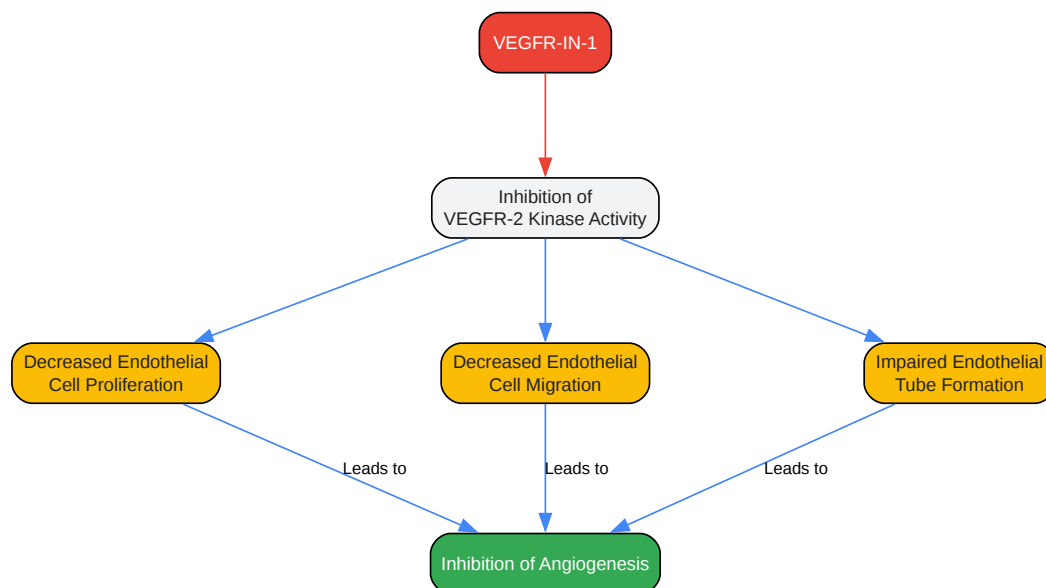 VEGFR-IN-1
Inhibition of
VEGFR-2 Kinase Activity
Decreased Endothelial
Cell Proliferation
Decreased Endothelial
Cell Migration
Impaired Endothelial
Tube Formation
Leads to
Leads to
Leads to
Inhibition of Angiogenesis